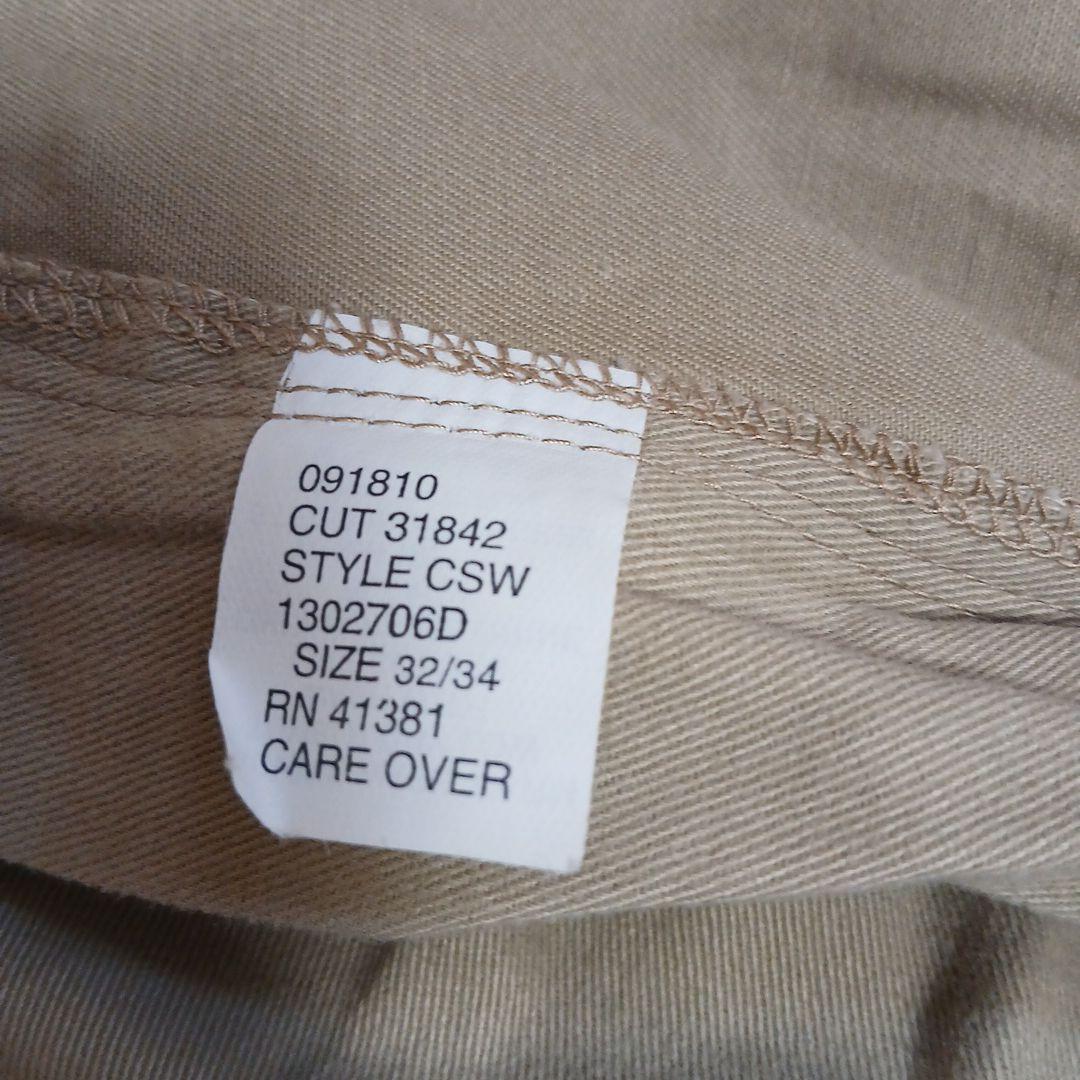 091810
CUT 31842
STYLE CSW
1302706D
SIZE 32/34
RN 41381
CARE OVER